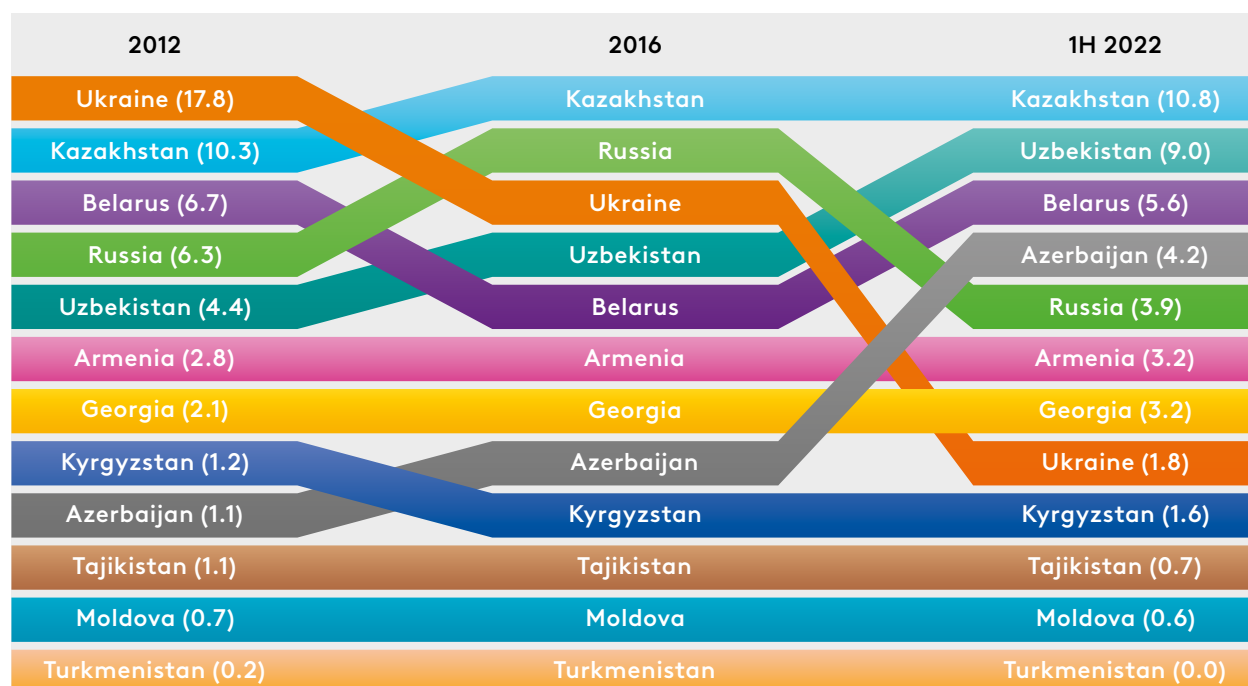 2012 2016 1H 2022
Ukraine (17.8) Kazakhstan Kazakhstan (10.8)
Kazakhstan (10.3) Russia Uzbekistan (9.0)
Belarus (6.7) Ukraine Belarus (5.6)
Russia (6.3) Uzbekistan Azerbaijan (4.2)
Uzbekistan (4.4) Belarus Russia (3.9)
Armenia (2.8) Armenia Armenia (3.2)
Georgia (2.1) Georgia Georgia (3.2)
Kyrgyzstan (1.2) Azerbaijan Ukraine (1.8)
Azerbaijan (1.1) Kyrgyzstan Kyrgyzstan (1.6)
Tajikistan (1.1) Tajikistan Tajikistan (0.7)
Moldova (0.7) Moldova Moldova (0.6)
Turkmenistan (0.2) Turkmenistan Turkmenistan (0.0)